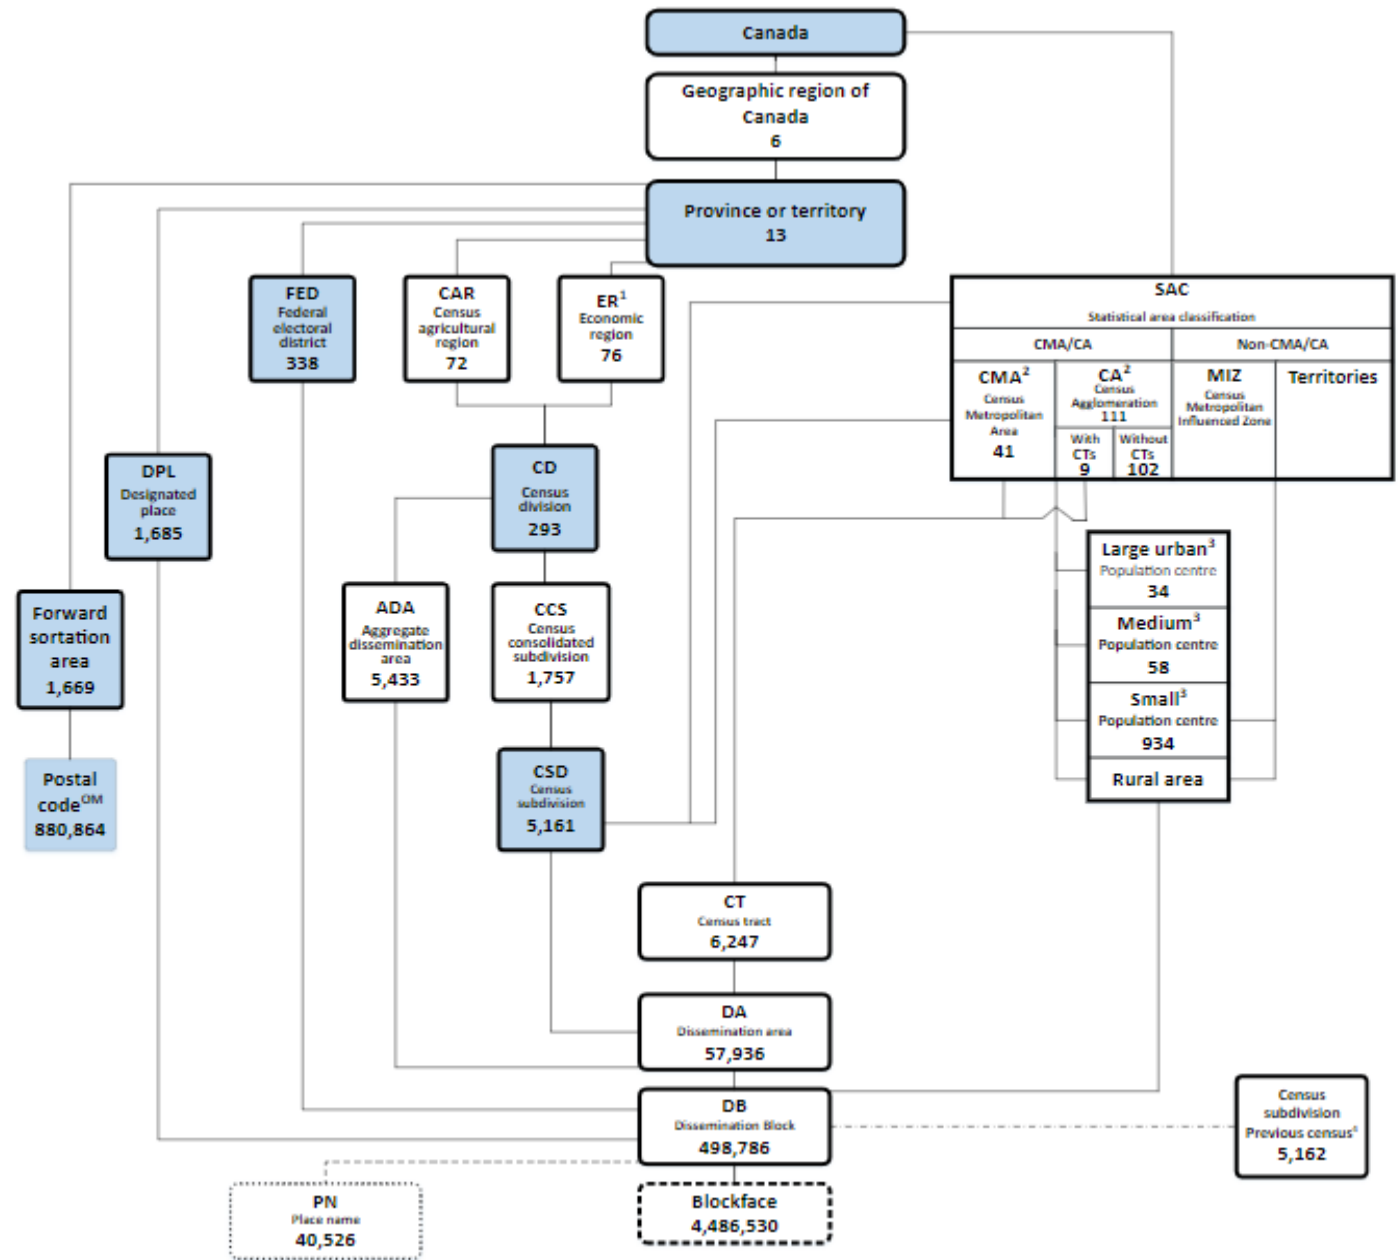 Canada
Geographic region of
Canada
6
Province or territory
13
FED
Federal
electoral
district
338
CAR
Census
agricultural
region
72
ER¹
Economic
region
76
SAC
Statistical area classification
CMA/CA
Non-CMA/CA
CMA²
Census
Metropolitan
Area
41
CA²
Census
Agglomeration
111
With
CTs
9
Without
CTs
102
MIZ
Census
Metropolitan
Influenced Zone
Territories
DPL
Designated
place
1,685
CD
Census
division
293
Large urban³
Population centre
34
Medium³
Population centre
58
Small³
Population centre
934
Rural area
Forward
sortation
area
1,669
ADA
Aggregate
dissemination
area
5,433
CCS
Census
consolidated
subdivision
1,757
Postal
codeᴼᴹ
880,864
CSD
Census
subdivision
5,161
CT
Census tract
6,247
DA
Dissemination area
57,936
DB
Dissemination Block
498,786
Census
subdivision
Previous census⁴
5,162
PN
Place name
40,526
Blockface
4,486,530